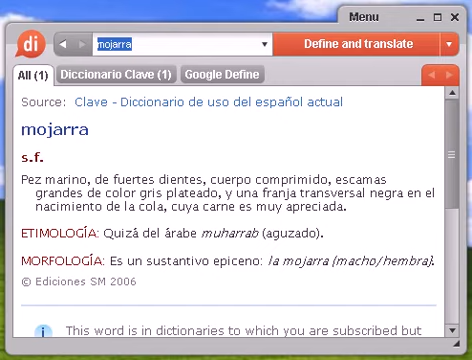 Menu
di
mojarra
Define and translate
All (1)
Diccionario Clave (1)
Google Define
Source: Clave - Diccionario de uso del español actual
mojarra
s.f.
Pez marino, de fuertes dientes, cuerpo comprimido, escamas
grandes de color gris plateado, y una franja transversal negra en el
nacimiento de la cola, cuya carne es muy apreciada.
ETIMOLOGÍA: Quizá del árabe muharrab (aguzado).
MORFOLOGÍA: Es un sustantivo epiceno: la mojarra {macho/hembra}.
© Ediciones SM 2006
i
This word is in dictionaries to which you are subscribed but